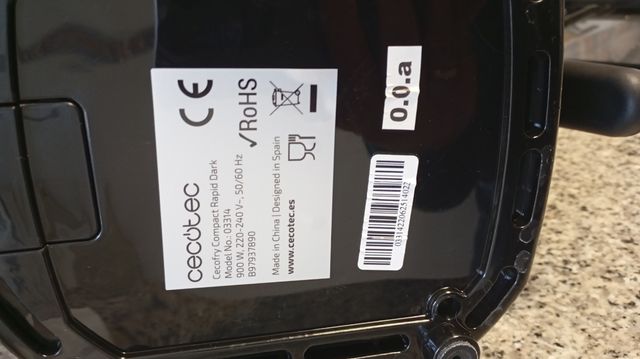 cecotec
Cecofry Compact Rapid Dark
Model No.: 03314
900 W, 220-240 V~, 50/60 Hz
B97937890
Made in China | Designed in Spain
www.cecotec.es
CE
✓RoHS
0.0.a
033142206251402?